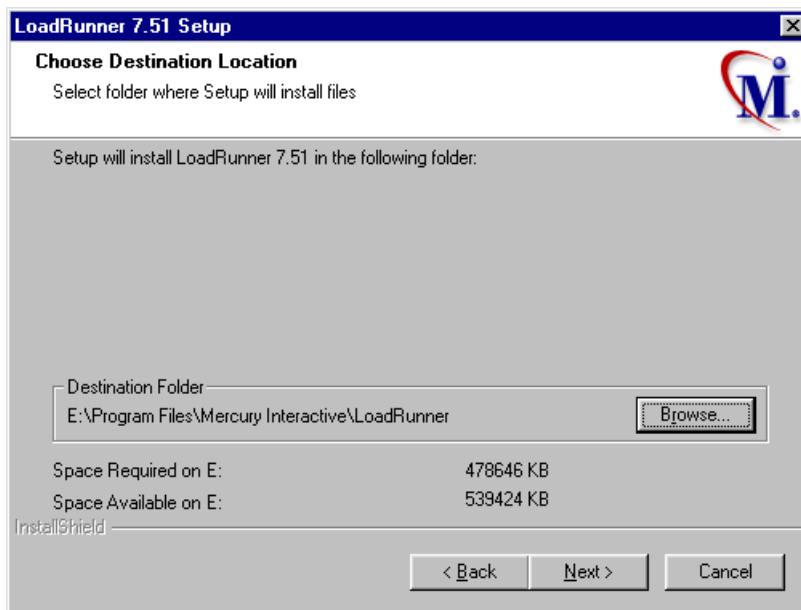 LoadRunner 7.51 Setup
Choose Destination Location
Select folder where Setup will install files
M.
Setup will install LoadRunner 7.51 in the following folder:
Destination Folder
E:\Program Files\Mercury Interactive\LoadRunner
Browse...
Space Required on E: 478646 KB
Space Available on E: 539424 KB
InstallShield
< Back Next > Cancel